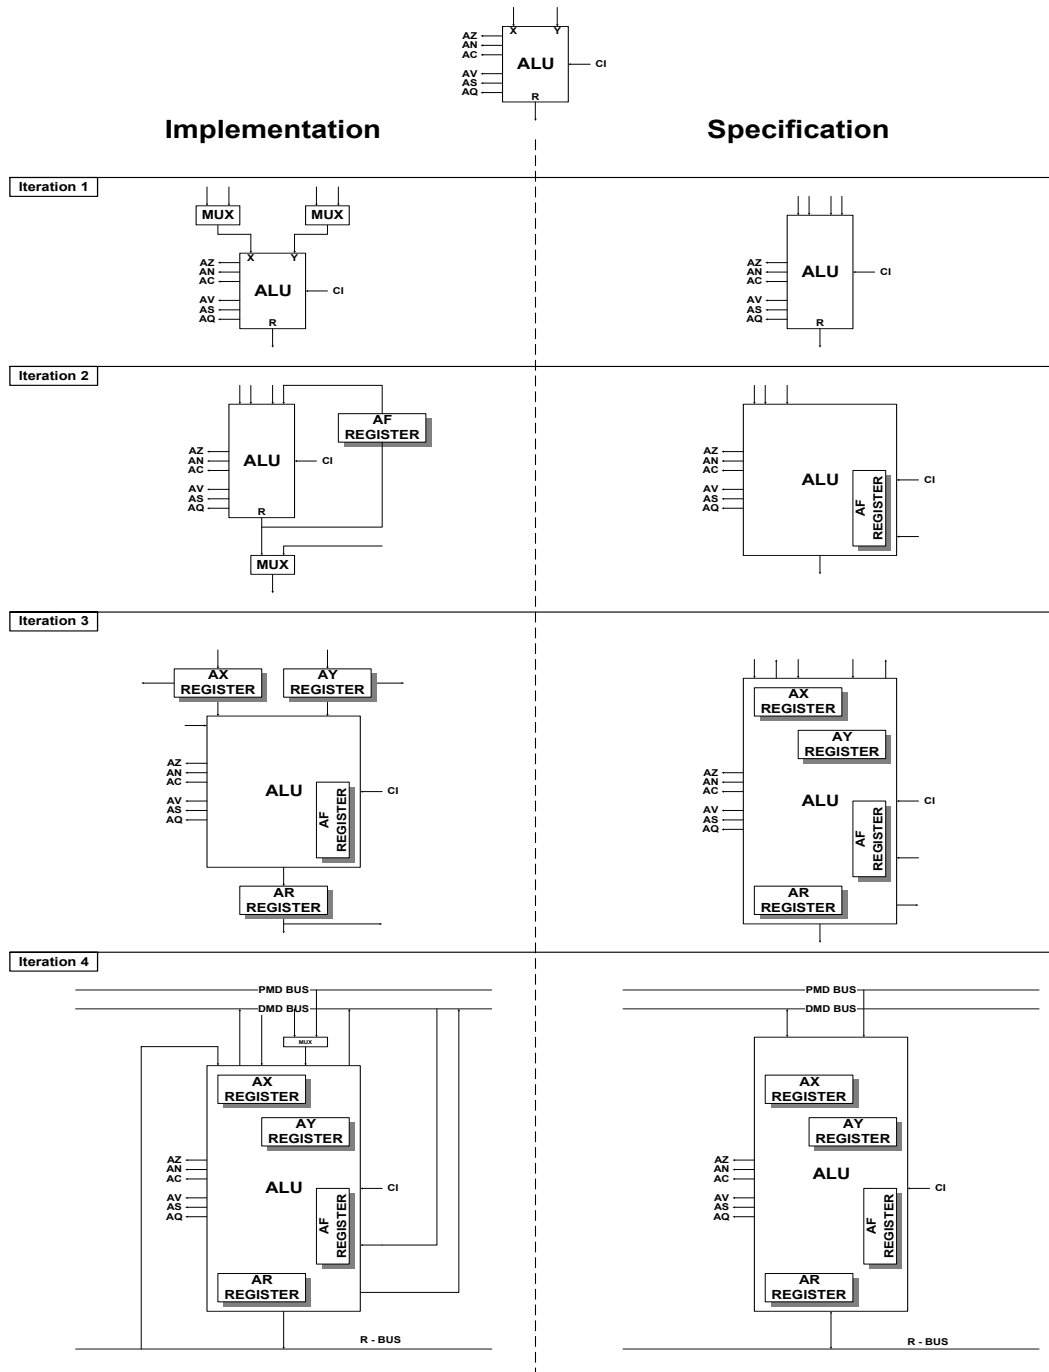 X Y
AZ
AN
AC
ALU
CI
AV
AS
AQ
R
Implementation
Specification
Iteration 1
MUX
MUX
X Y
AZ
AN
AC
ALU
CI
AV
AS
AQ
R
AZ
AN
AC
ALU
CI
AV
AS
AQ
R
Iteration 2
AF
REGISTER
AZ
AN
AC
ALU
CI
AV
AS
AQ
R
MUX
AZ
AN
AC
ALU
CI
AV
AS
AQ
AF
REGISTER
Iteration 3
AX
REGISTER
AY
REGISTER
AZ
AN
AC
ALU
CI
AV
AS
AQ
AF
REGISTER
AR
REGISTER
AX
REGISTER
AY
REGISTER
AZ
AN
AC
ALU
CI
AV
AS
AQ
AF
REGISTER
AR
REGISTER
Iteration 4
PMD BUS
DMD BUS
MUX
AX
REGISTER
AY
REGISTER
AZ
AN
AC
ALU
CI
AV
AS
AQ
AF
REGISTER
AR
REGISTER
R - BUS
PMD BUS
DMD BUS
AX
REGISTER
AY
REGISTER
AZ
AN
AC
ALU
CI
AV
AS
AQ
AF
REGISTER
AR
REGISTER
R - BUS